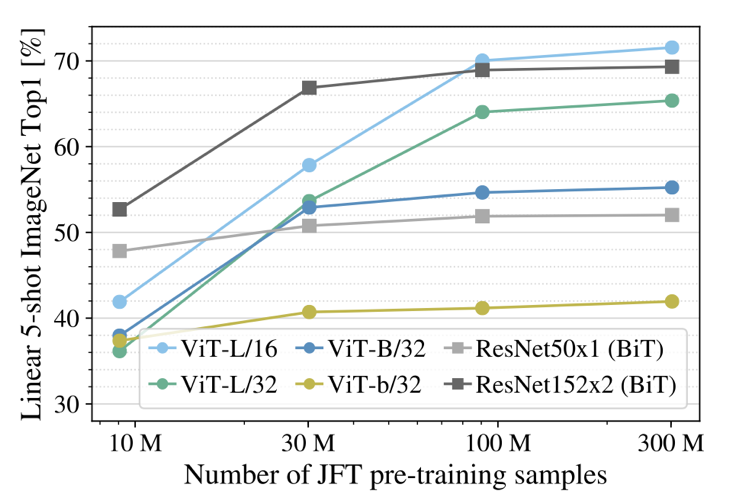 Linear 5-shot ImageNet Top1 [%]
70
60
50
40
30
ViT-L/16 ViT-B/32 ResNet50x1 (BiT)
ViT-L/32 ViT-b/32 ResNet152x2 (BiT)
10 M 30 M 100 M 300 M
Number of JFT pre-training samples